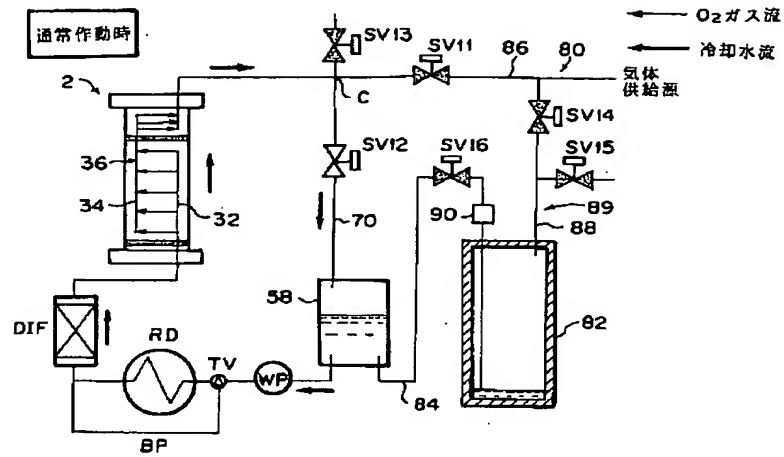 通常作動時
O₂ガス流
冷却水流
SV13
SV11
86
80
気体
供給源
2
C
SV14
SV12
SV16
SV15
36
90
89
34
32
70
88
58
82
DIF
RD
TV
WP
84
BP